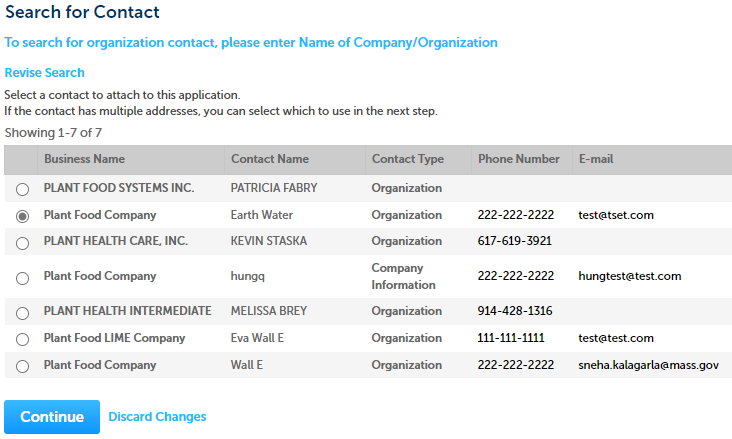 Search for Contact
To search for organization contact, please enter Name of Company/Organization
Revise Search
Select a contact to attach to this application.
If the contact has multiple addresses, you can select which to use in the next step.
Showing 1-7 of 7
Business Name Contact Name Contact Type Phone Number E-mail
PLANT FOOD SYSTEMS INC. PATRICIA FABRY Organization
Plant Food Company Earth Water Organization 222-222-2222 test@tset.com
PLANT HEALTH CARE, INC. KEVIN STASKA Organization 617-619-3921
Plant Food Company hungq Company Information 222-222-2222 hungtest@test.com
PLANT HEALTH INTERMEDIATE MELISSA BREY Organization 914-428-1316
Plant Food LIME Company Eva Wall E Organization 111-111-1111 test@test.com
Plant Food Company Wall E Organization 222-222-2222 sneha.kalagarla@mass.gov
Continue Discard Changes